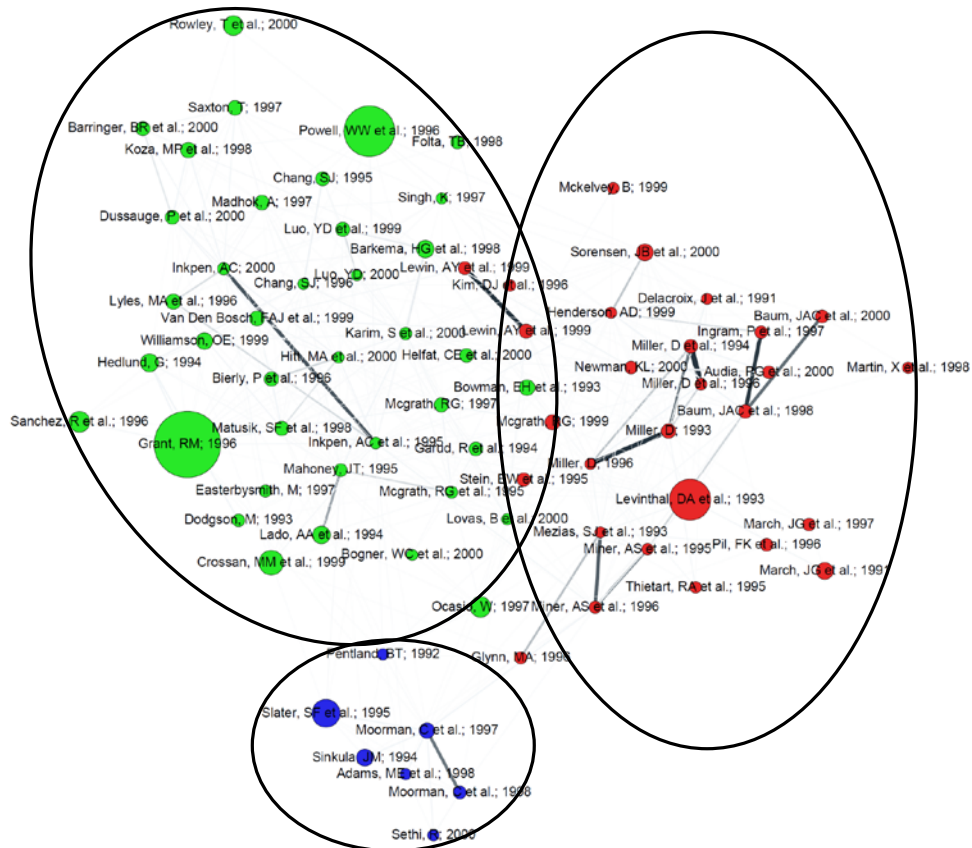 Rowley, T et al.; 2000
Saxton, T; 1997
Barringer, BR et al.; 2000
Powell, WW et al.; 1996
Folta, TB; 1998
Koza, MP et al.; 1998
Chang, SJ; 1995
Mckelvey, B; 1999
Singh, K; 1997
Madhok, A; 1997
Dussauge, P et al.; 2000
Luo, YD et al.; 1999
Barkema, HG et al.; 1998
Sorensen, JB et al.; 2000
Inkpen, AC; 2000
Lewin, AY et al.; 1999
Luo, YD; 2000
Chang, SJ; 1996
Kim, DJ et al.; 1996
Lyles, MA et al.; 1996
Delacroix, J et al.; 1991
Henderson, AD; 1999
Baum, JAC et al.; 2000
Van Den Bosch, FAJ et al.; 1999
Karim, S et al.; 2000
Lewin, AY et al.; 1999
Ingram, P et al.; 1997
Williamson, OE; 1999
Miller, D et al.; 1994
Hitt, MA et al.; 2000
Helfat, CE et al.; 2000
Hedlund, G; 1994
Newman, KL; 2000
Audia, PG et al.; 2000
Martin, X et al.; 1998
Bierly, P et al.; 1996
Bowman, EH et al.; 1993
Miller, D et al.; 1996
Mcgrath, RG; 1997
Baum, JAC et al.; 1998
Sanchez, R et al.; 1996
Matusik, SF et al.; 1998
Mcgrath, RG; 1999
Miller, D; 1993
Grant, RM; 1996
Inkpen, AC et al.; 1995
Garud, R et al.; 1994
Miller, D; 1996
Mahoney, JT; 1995
Stein, EW et al.; 1995
Easterbysmith, M; 1997
Mcgrath, RG et al.; 1995
Levinthal, DA et al.; 1993
Dodgson, M; 1993
Lovas, B et al.; 2000
March, JG et al.; 1997
Lado, AA et al.; 1994
Mezias, SJ et al.; 1993
Miner, AS et al.; 1995
Pil, FK et al.; 1996
Bogner, WC et al.; 2000
Crossan, MM et al.; 1999
March, JG et al.; 1991
Thietart, RA et al.; 1995
Ocasio, W; 1997
Miner, AS et al.; 1996
Pentland, BT; 1992
Glynn, MA; 1996
Slater, SF et al.; 1995
Moorman, C et al.; 1997
Sinkula, JM; 1994
Adams, ME et al.; 1998
Moorman, C et al.; 1998
Sethi, R; 2000